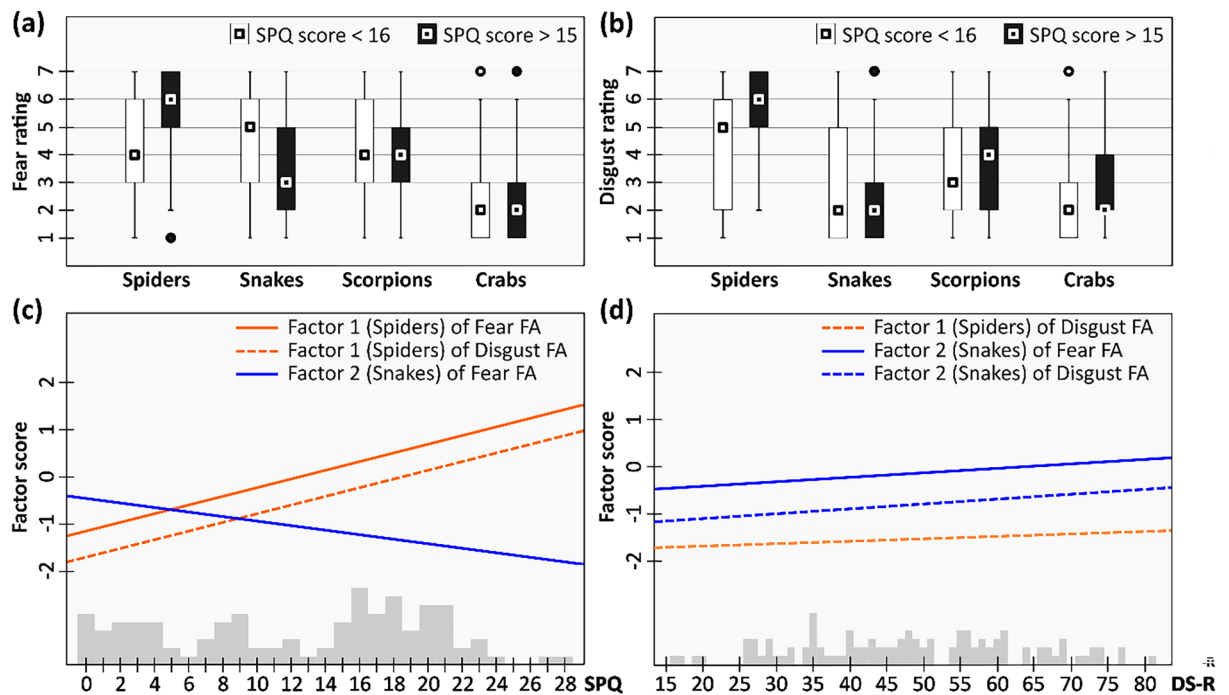 (a)
SPQ score < 16 SPQ score > 15
Fear rating
7
6
5
4
3
2
1
Spiders Snakes Scorpions Crabs
(b)
SPQ score < 16 SPQ score > 15
Disgust rating
7
6
5
4
3
2
1
Spiders Snakes Scorpions Crabs
(c)
Factor 1 (Spiders) of Fear FA
Factor 1 (Spiders) of Disgust FA
Factor 2 (Snakes) of Fear FA
Factor score
2
1
0
-1
-2
0 2 4 6 8 10 12 14 16 18 20 22 24 26 28 SPQ
(d)
Factor 1 (Spiders) of Disgust FA
Factor 2 (Snakes) of Fear FA
Factor 2 (Snakes) of Disgust FA
Factor score
2
1
0
-1
-2
15 20 25 30 35 40 45 50 55 60 65 70 75 80 DS-R